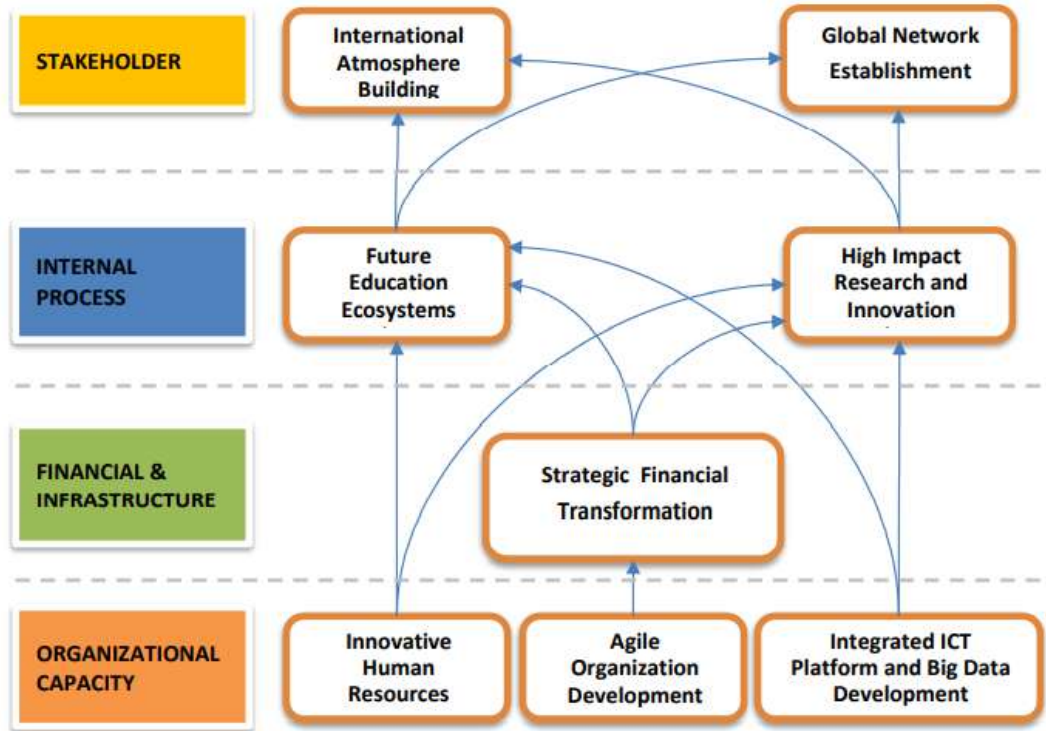 STAKEHOLDER
International
Atmosphere
Building
Global Network
Establishment
INTERNAL
PROCESS
Future
Education
Ecosystems
High Impact
Research and
Innovation
FINANCIAL &
INFRASTRUCTURE
Strategic Financial
Transformation
ORGANIZATIONAL
CAPACITY
Innovative
Human
Resources
Agile
Organization
Development
Integrated ICT
Platform and Big Data
Development